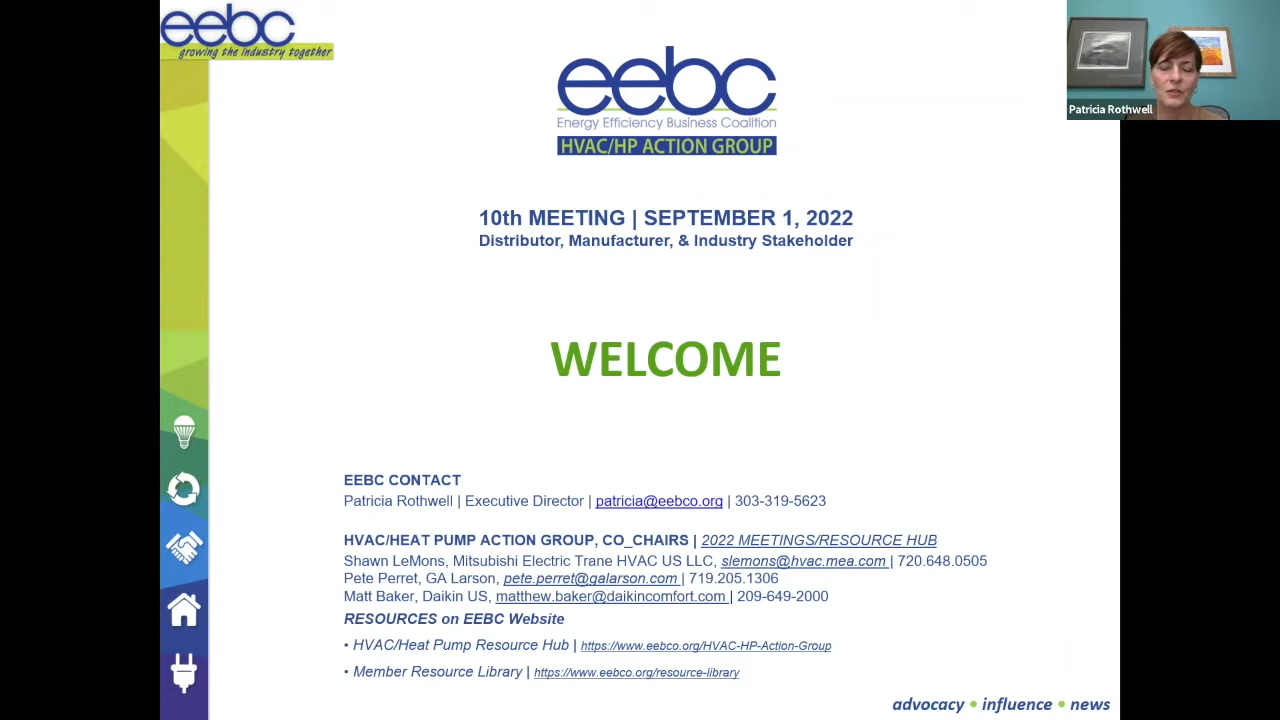 eebc
growing the industry together
Patricia Rothwell
eebc
Energy Efficiency Business Coalition
HVAC/HP ACTION GROUP
10th MEETING | SEPTEMBER 1, 2022
Distributor, Manufacturer, & Industry Stakeholder
WELCOME
EEBC CONTACT
Patricia Rothwell | Executive Director | patricia@eebco.org | 303-319-5623
HVAC/HEAT PUMP ACTION GROUP, CO_CHAIRS | 2022 MEETINGS/RESOURCE HUB
Shawn LeMons, Mitsubishi Electric Trane HVAC US LLC, slemons@hvac.mea.com | 720.648.0505
Pete Perret, GA Larson, pete.perret@galarson.com | 719.205.1306
Matt Baker, Daikin US, matthew.baker@daikincomfort.com | 209-649-2000
RESOURCES on EEBC Website
• HVAC/Heat Pump Resource Hub | https://www.eebco.org/HVAC-HP-Action-Group
• Member Resource Library | https://www.eebco.org/resource-library
advocacy • influence • news